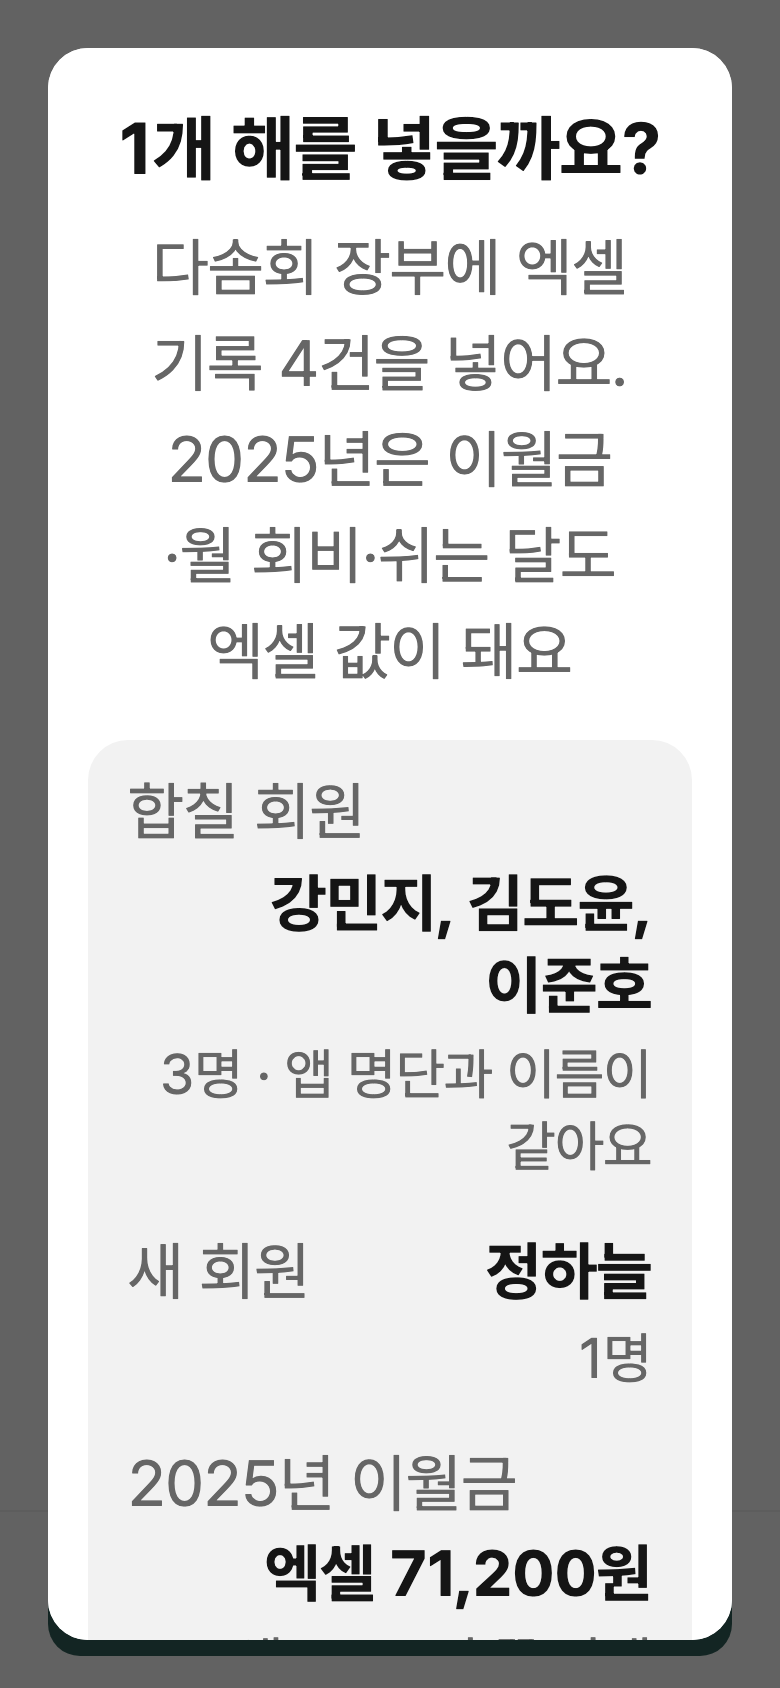 1개 해를 넣을까요?
다솜회 장부에 엑셀
기록 4건을 넣어요.
2025년은 이월금
·월 회비·쉬는 달도
엑셀 값이 돼요
합칠 회원
강민지, 김도윤,
이준호
3명 · 앱 명단과 이름이
같아요
새 회원 정하늘
1명
2025년 이월금
엑셀 71,200원